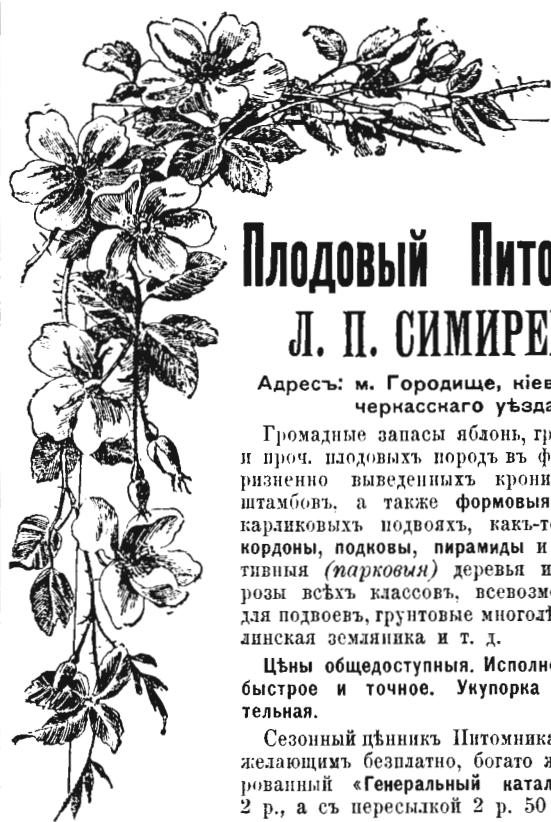 Плодовый Пито
Л. П. СИМИРЕ
Адресъ: м. Городище, кіев
черкасскаго уѣзда
Громадные запасы яблонь, гр
и проч. плодовыхъ породъ въ ф
ризненно выведенныхъ крони
штамбовъ, а также формовыя
карликовыхъ подвояхъ, какъ-т
кордоны, подковы, пирамиды и
тивныя (парковыя) деревья и
розы всѣхъ классовъ, всевозм
для подвоевъ, грунтовые многолѣ
линская земляника и т. д.
Цѣны общедоступныя. Исполне
быстрое и точное. Укупорка
тельная.
Сезонный цѣнникъ Питомника
желающимъ безплатно, богато
рованный «Генеральный катал
2 р., а съ пересылкой 2 р. 50